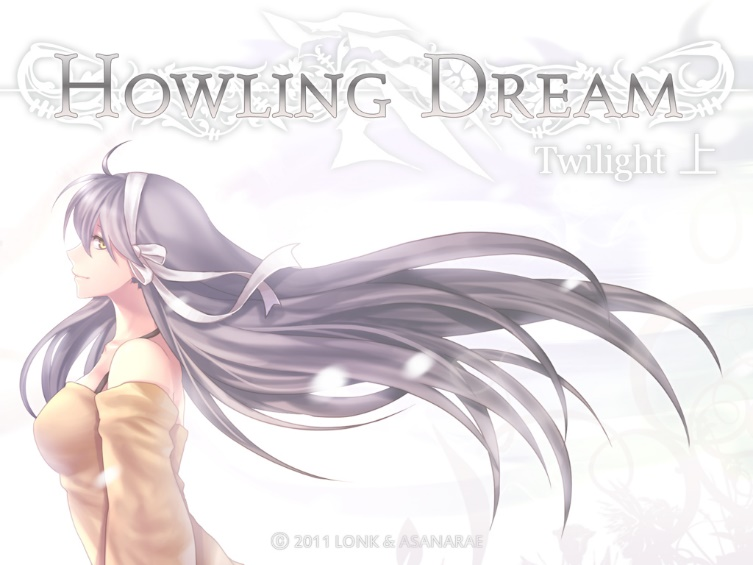 HOWLING DREAM
Twilight 上
© 2011 LONK & ASANARAE